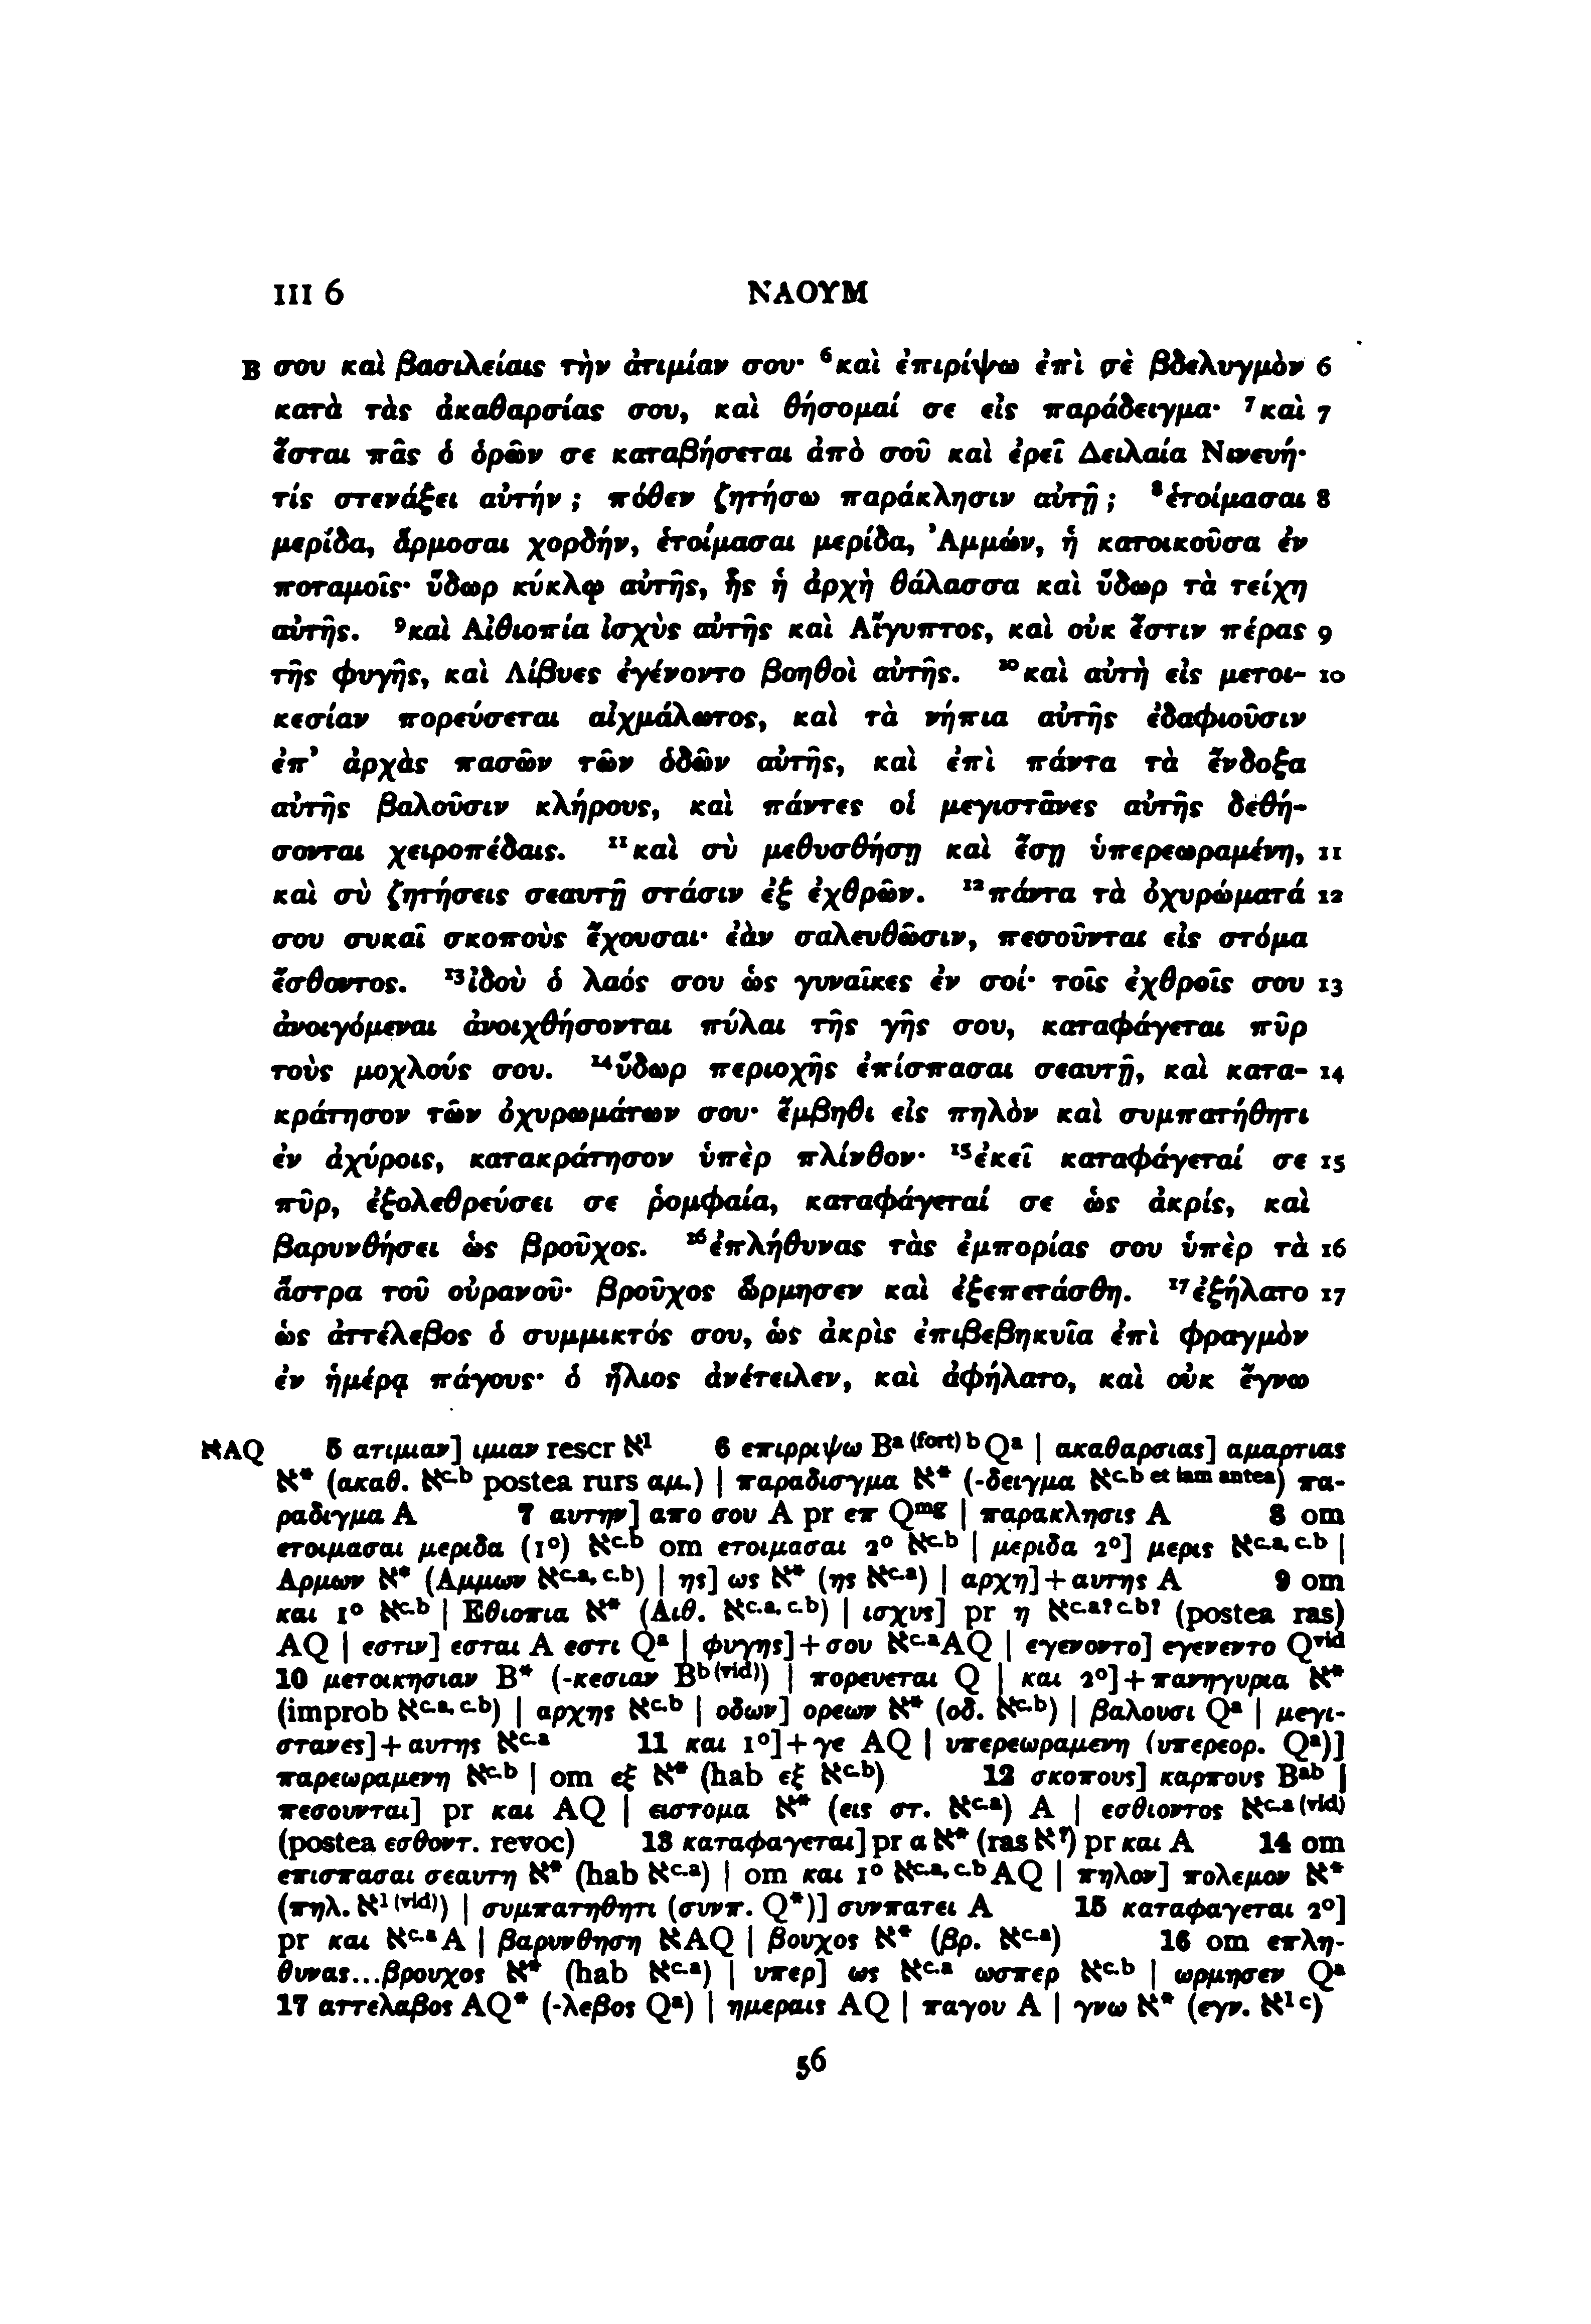 III 6 ΝΑΟΥΜ
B σου καὶ βασιλείαις τὴν ἀτιμίαν σου· ⁶καὶ ἐπιρίψω ἐπὶ σὲ βδελυγμὸν 6
κατὰ τὰς ἀκαθαρσίας σου, καὶ θήσομαί σε εἰς παράδειγμα· ⁷καὶ 7
ἔσται πᾶς ὁ ὁρῶν σε καταβήσεται ἀπὸ σοῦ καὶ ἐρεῖ Δειλαία Νινευή·
τίς στενάξει αὐτήν; πόθεν ζητήσω παράκλησιν αὐτῇ; ⁸ἑτοίμασαι 8
μερίδα, ἅρμοσαι χορδήν, ἑτοίμασαι μερίδα, Ἀμμών, ἡ κατοικοῦσα ἐν
ποταμοῖς· ὕδωρ κύκλῳ αὐτῆς, ἧς ἡ ἀρχὴ θάλασσα καὶ ὕδωρ τὰ τείχη
αὐτῆς. ⁹καὶ Αἰθιοπία ἰσχὺς αὐτῆς καὶ Αἴγυπτος, καὶ οὐκ ἔστιν πέρας 9
τῆς φυγῆς, καὶ Λίβυες ἐγένοντο βοηθοὶ αὐτῆς. ¹⁰καὶ αὐτὴ εἰς μετοι- 10
κεσίαν πορεύσεται αἰχμάλωτος, καὶ τὰ νήπια αὐτῆς ἐδαφιοῦσιν
ἐπ’ ἀρχὰς πασῶν τῶν ὁδῶν αὐτῆς, καὶ ἐπὶ πάντα τὰ ἔνδοξα
αὐτῆς βαλοῦσιν κλήρους, καὶ πάντες οἱ μεγιστᾶνες αὐτῆς δεθή-
σονται χειροπέδαις. ¹¹καὶ σὺ μεθυσθήσῃ καὶ ἔσῃ ὑπερεωραμένη, 11
καὶ σὺ ζητήσεις σεαυτῇ στάσιν ἐξ ἐχθρῶν. ¹²πάντα τὰ ὀχυρώματά 12
σου συκαῖ σκοποὺς ἔχουσαι· ἐὰν σαλευθῶσιν, πεσοῦνται εἰς στόμα
ἔσθοντος. ¹³ἰδοὺ ὁ λαός σου ὡς γυναῖκες ἐν σοί· τοῖς ἐχθροῖς σου 13
ἀνοιγόμεναι ἀνοιχθήσονται πύλαι τῆς γῆς σου, καταφάγεται πῦρ
τοὺς μοχλούς σου. ¹⁴ὕδωρ περιοχῆς ἐπίσπασαι σεαυτῇ, καὶ κατα- 14
κράτησον τῶν ὀχυρωμάτων σου· ἔμβηθι εἰς πηλὸν καὶ συμπατήθητι
ἐν ἀχύροις, κατακράτησον ὑπὲρ πλίνθον· ¹⁵ἐκεῖ καταφάγεταί σε 15
πῦρ, ἐξολεθρεύσει σε ῥομφαία, καταφάγεταί σε ὡς ἀκρίς, καὶ
βαρυνθήσει ὡς βροῦχος. ¹⁶ἐπλήθυνας τὰς ἐμπορίας σου ὑπὲρ τὰ 16
ἄστρα τοῦ οὐρανοῦ· βροῦχος ὥρμησεν καὶ ἐξεπετάσθη. ¹⁷ἐξήλατο 17
ὡς ἀττέλεβος ὁ συμμικτός σου, ὡς ἀκρὶς ἐπιβεβηκυῖα ἐπὶ φραγμὸν
ἐν ἡμέρᾳ πάγους· ὁ ἥλιος ἀνέτειλεν, καὶ ἀφήλατο, καὶ οὐκ ἔγνω
אAQ 5 ατιμιαν] ιμιαν rescr א¹ 6 επιρριψω Bᵃ (fort) b Qᵃ | ακαθαρσιας] αμαρτιας
א* (ακαθ. אc.b postea rurs αμ.) | παραδισγμα א* (-δειγμα אc.b et iam antea) πα-
ραδιγμα A 7 αυτην] απο σου A pr επ Qmg | παρακλησις A 8 om
ετοιμασαι μεριδα (1º) אc.b om ετοιμασαι 2º אc.b | μεριδα 2º] μερις אc.a, c.b |
Αρμων א* (Αμμων אc.a, c.b) | ης] ως א* (ης אc.a) | αρχη]+αυτης A 9 om
και 1º אc.b | Εθιοπια א* (Αιθ. אc.a, c.b) | ισχυς] pr η אc.a? c.b? (postea ras)
AQ | εστιν] εσται A εστι Qᵃ | φυγης]+σου אc.aAQ | εγενοντο] εγενεντο Qvid
10 μετοικησιαν B* (-κεσιαν Bb(vid)) | πορευεται Q | και 2º]+πανηγυρια א*
(improb אc.a, c.b) | αρχης אc.b | οδων] ορεων א* (οδ. אc.b) | βαλουσι Qᵃ | μεγι-
στανες]+αυτης אc.a 11 και 1º]+γε AQ | υπερεωραμενη (υπερεορ. Qᵃ)]
παρεωραμενη אc.b | om εξ א* (hab εξ אc.b) 12 σκοπους] καρπους Bab |
πεσουνται] pr και AQ | ειστομα א* (εις στ. אc.a) A | εσθιοντος אc.a (vid)
(postea εσθοντ. revoc) 13 καταφαγεται] pr α א* (ras א?) pr και A 14 om
επισπασαι σεαυτη א* (hab אc.a) | om και 1º אc.a, c.b AQ | πηλον] πολεμον א*
(πηλ. א¹(vid)) | συμπατηθητι (συνπ. Q*)] συνπατει A 15 καταφαγεται 2º]
pr και אc.a A | βαρυνθηση אAQ | βουχος א* (βρ. אc.a) 16 om επλη-
θυνας...βρουχος א* (hab אc.a) | υπερ] ως אc.a ωσπερ אc.b | ωρμησεν Qᵃ
17 αττελαβος AQ* (-λεβος Qᵃ) | ημεραις AQ | παγου A | γνω א* (εγν. א¹ c)
56